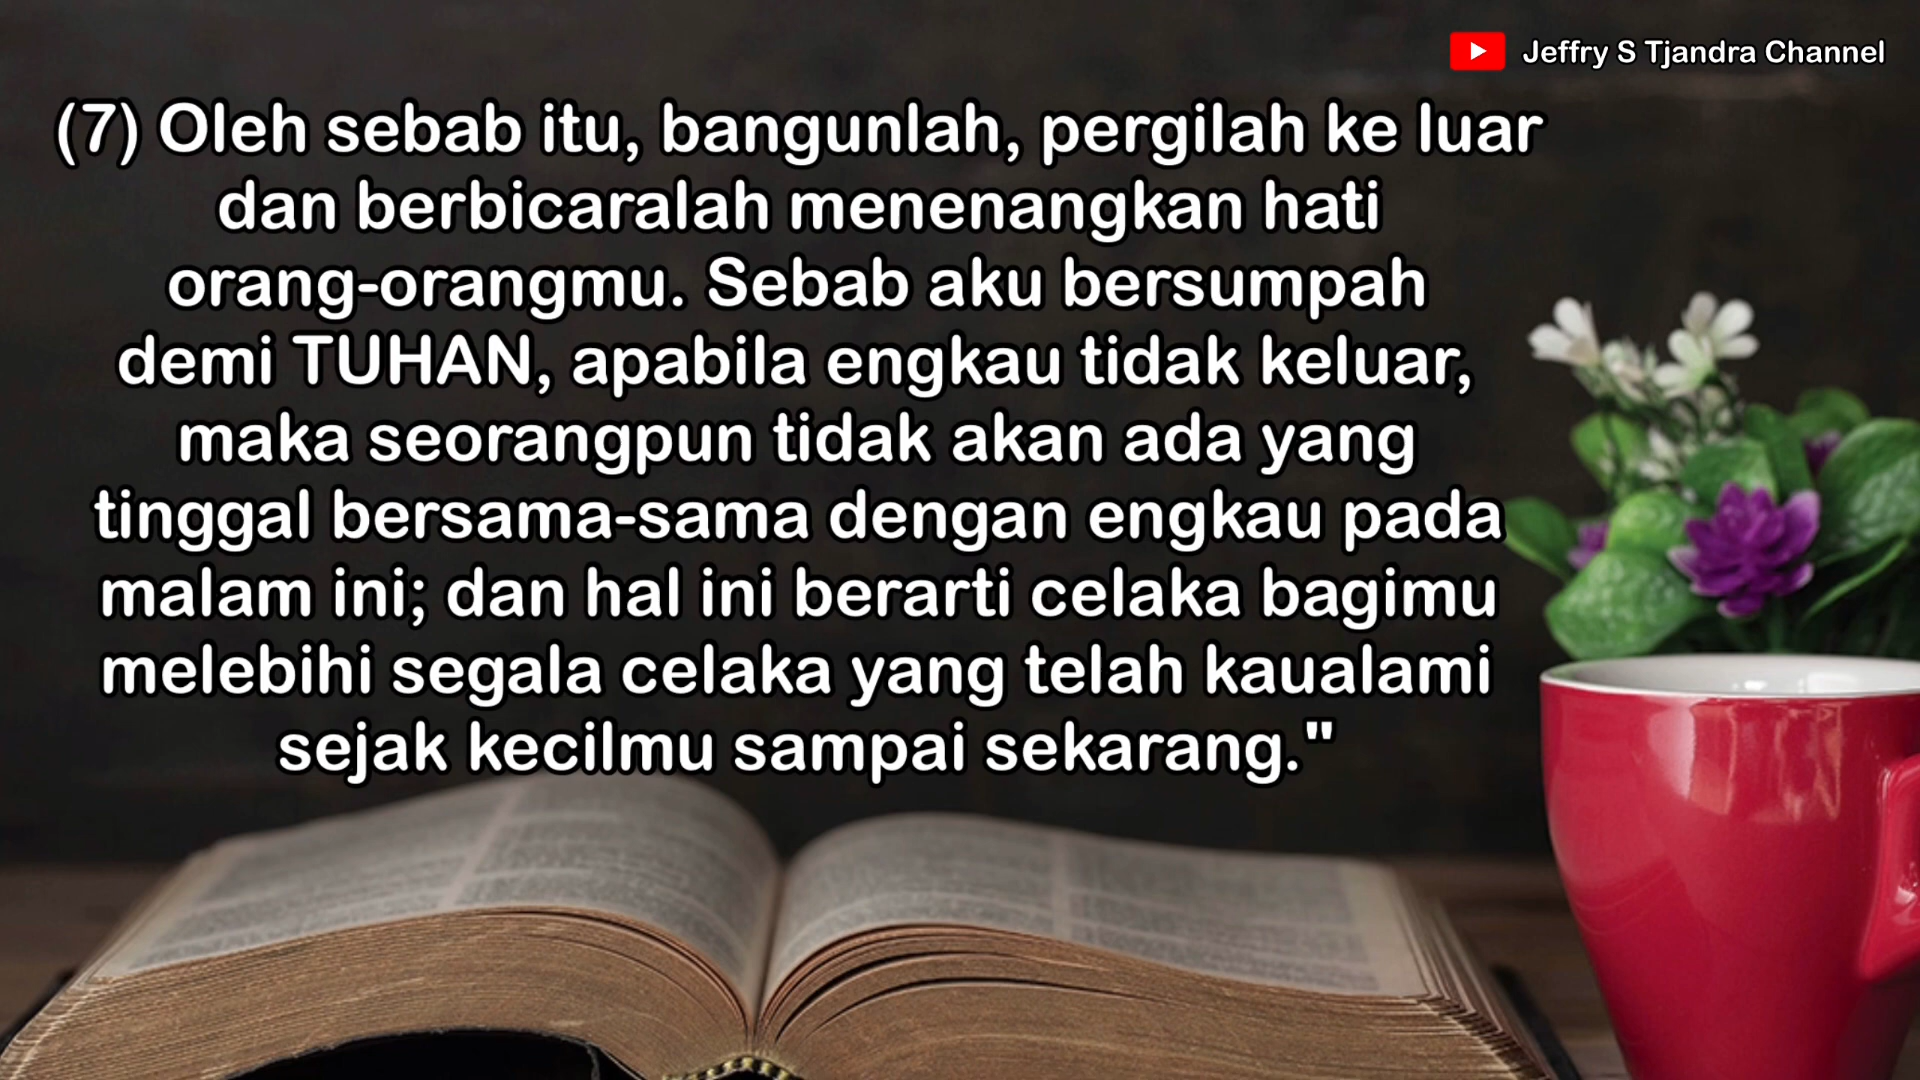 Jeffry S Tjandra Channel
(7) Oleh sebab itu, bangunlah, pergilah ke luar
dan berbicaralah menenangkan hati
orang-orangmu. Sebab aku bersumpah
demi TUHAN, apabila engkau tidak keluar,
maka seorangpun tidak akan ada yang
tinggal bersama-sama dengan engkau pada
malam ini; dan hal ini berarti celaka bagimu
melebihi segala celaka yang telah kaualami
sejak kecilmu sampai sekarang."